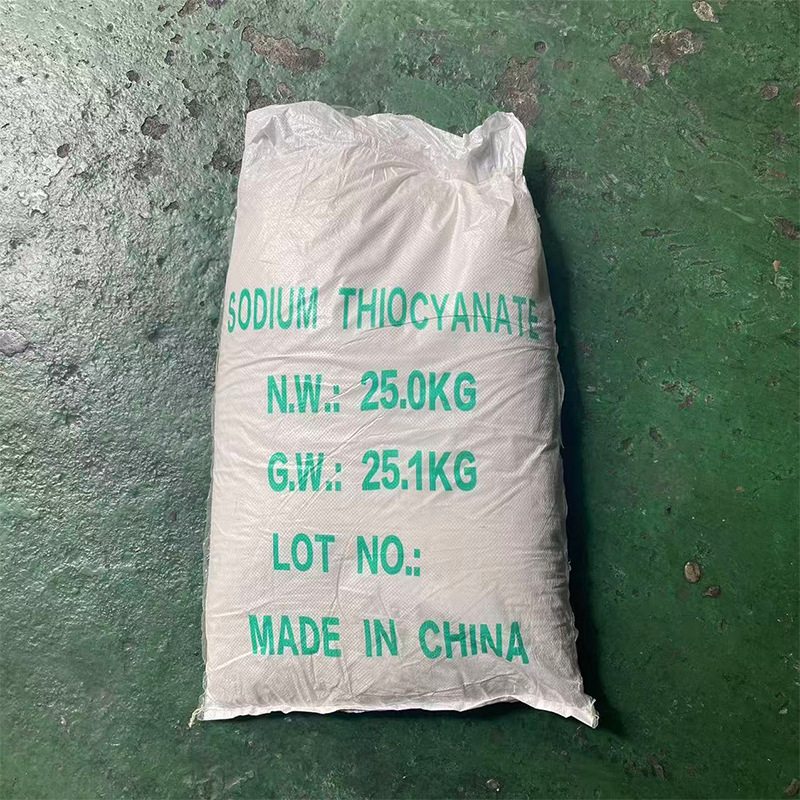 SODIUM THIOCYANATE
N.W.: 25.0KG
G.W.: 25.1KG
LOT NO.:
MADE IN CHINA